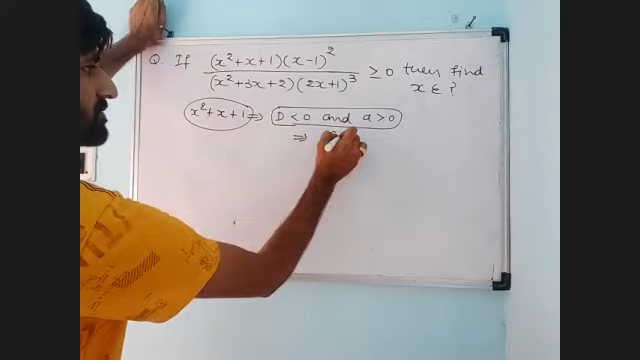 Q. If (x²+x+1)(x-1)² / (x²+3x+2)(2x+1)³ ≥ 0 then find
x ∈ ?
x²+x+1 ⇒ D < 0 and a > 0
⇒